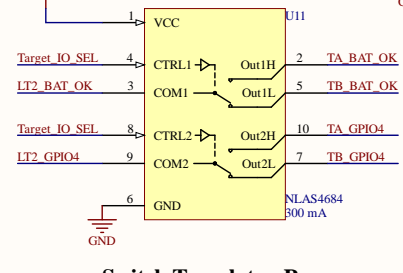 U11
1 VCC
Target_IO_SEL 4 CTRL1 Out1H 2 TA_BAT_OK
LT2_BAT_OK 3 COM1 Out1L 5 TB_BAT_OK
Target_IO_SEL 8 CTRL2 Out2H 10 TA_GPIO4
LT2_GPIO4 9 COM2 Out2L 7 TB_GPIO4
6 GND
NLAS4684
300 mA
GND